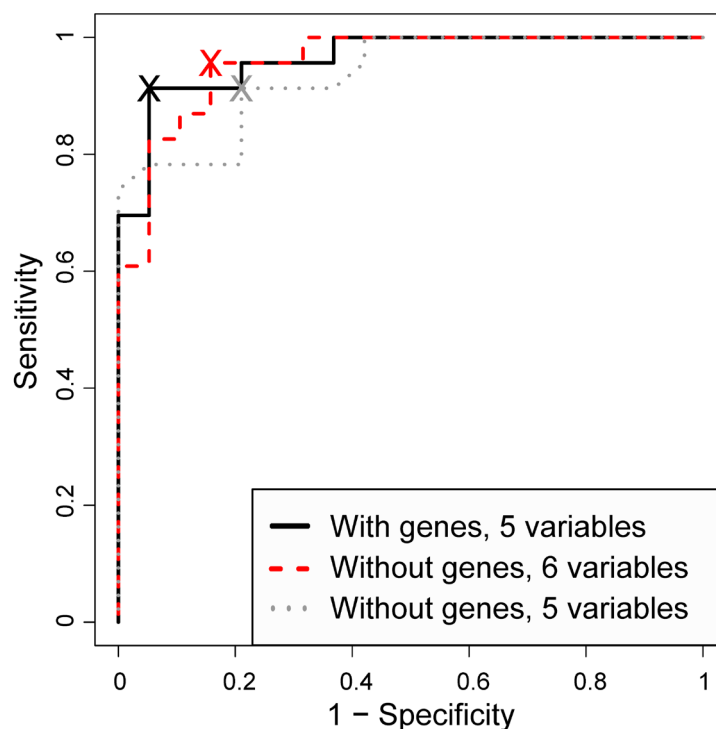 Sensitivity
1
0.8
0.6
0.4
0.2
0
With genes, 5 variables
Without genes, 6 variables
Without genes, 5 variables
0 0.2 0.4 0.6 0.8 1
1 − Specificity